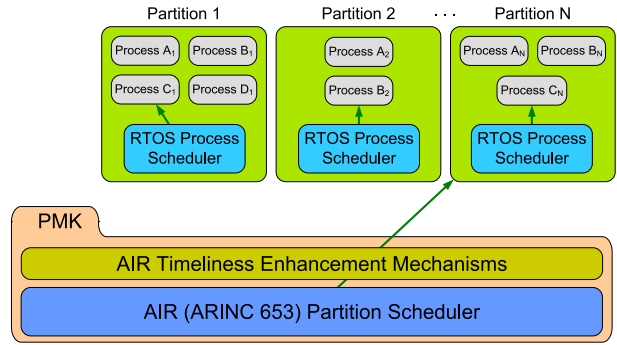 Partition 1
Partition 2
· · ·
Partition N
Process A1
Process B1
Process C1
Process D1
RTOS Process
Scheduler
Process A2
Process B2
RTOS Process
Scheduler
Process AN
Process BN
Process CN
RTOS Process
Scheduler
PMK
AIR Timeliness Enhancement Mechanisms
AIR (ARINC 653) Partition Scheduler